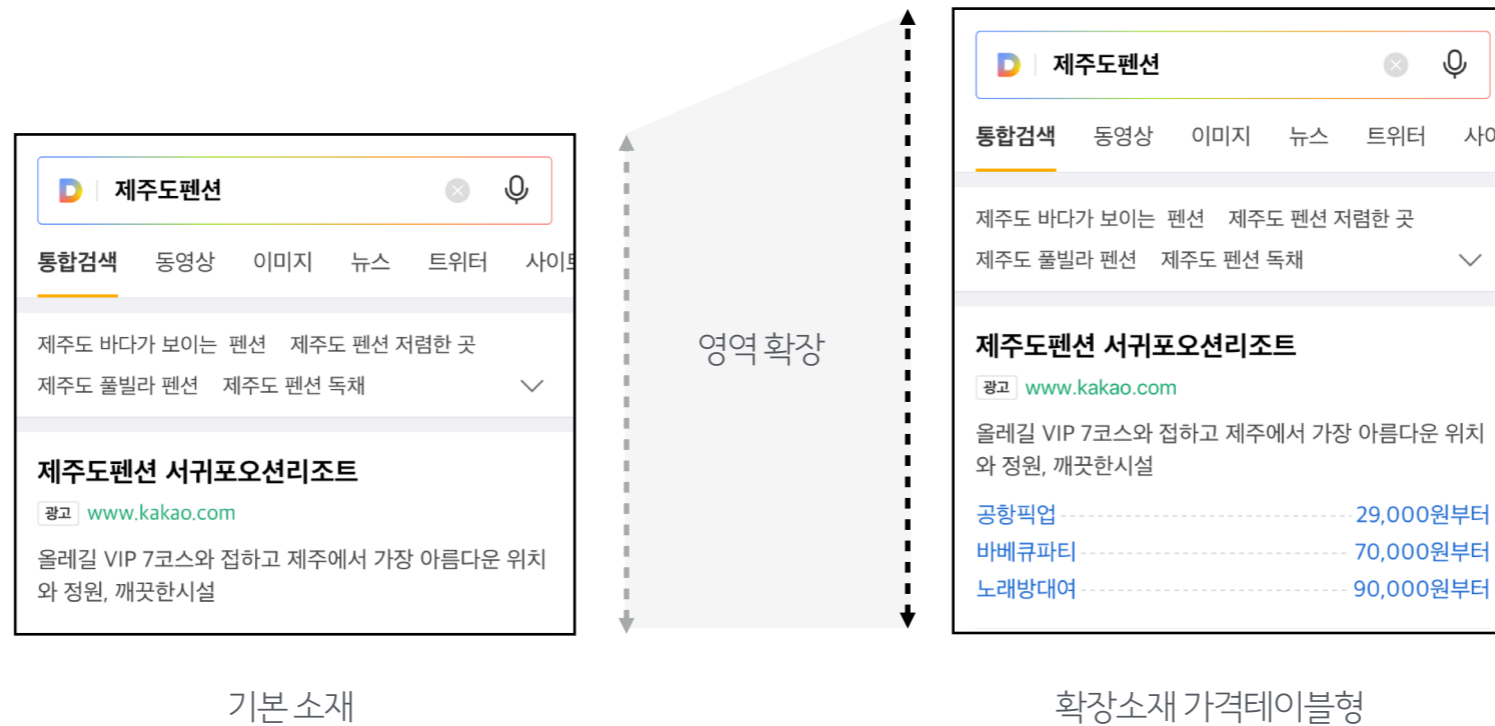 제주도펜션
통합검색 동영상 이미지 뉴스 트위터 사이트
제주도 바다가 보이는 펜션 제주도 펜션 저렴한 곳
제주도 풀빌라 펜션 제주도 펜션 독채
제주도펜션 서귀포오션리조트
광고 www.kakao.com
올레길 VIP 7코스와 접하고 제주에서 가장 아름다운 위치
와 정원, 깨끗한시설
기본 소재
영역 확장
제주도펜션
통합검색 동영상 이미지 뉴스 트위터 사이
제주도 바다가 보이는 펜션 제주도 펜션 저렴한 곳
제주도 풀빌라 펜션 제주도 펜션 독채
제주도펜션 서귀포오션리조트
광고 www.kakao.com
올레길 VIP 7코스와 접하고 제주에서 가장 아름다운 위치
와 정원, 깨끗한시설
공항픽업 29,000원부터
바베큐파티 70,000원부터
노래방대여 90,000원부터
확장소재 가격테이블형